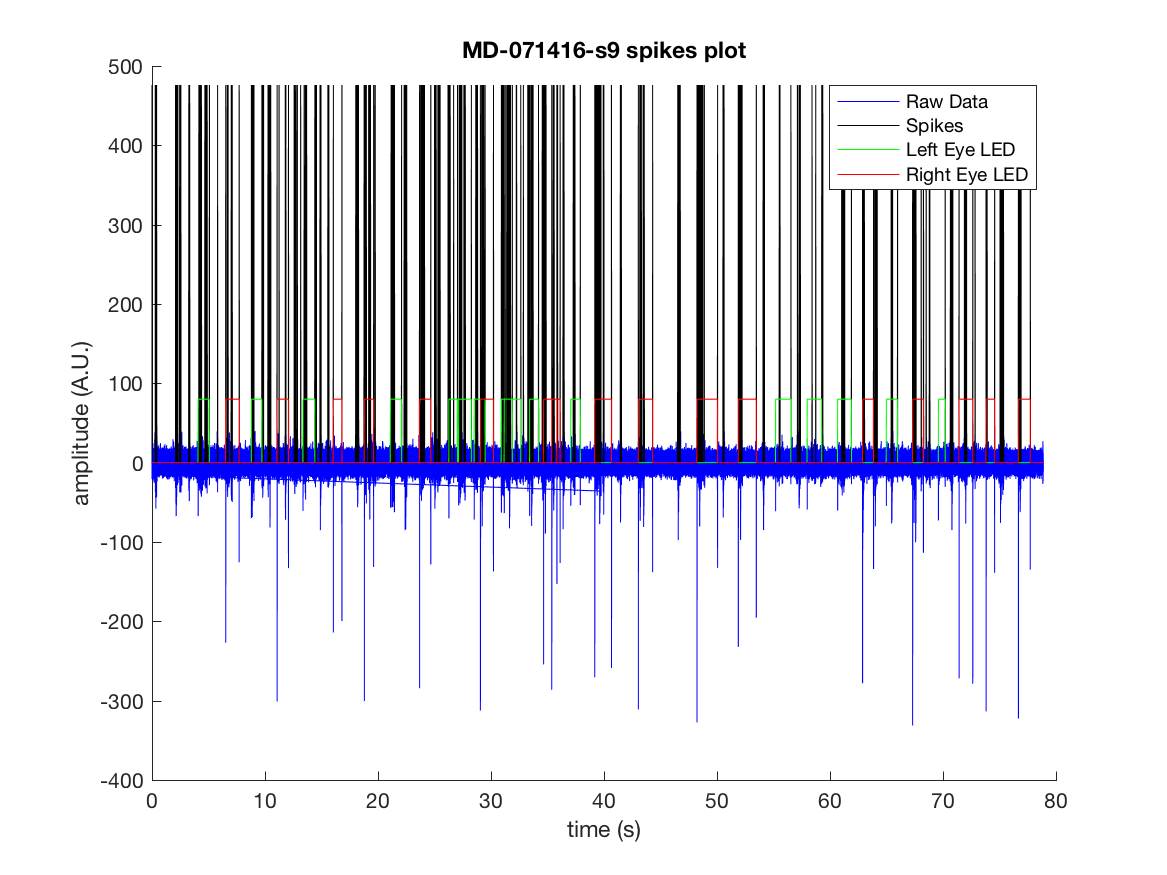 MD-071416-s9 spikes plot
500
400
300
200
100
0
-100
-200
-300
-400
amplitude (A.U.)
Raw Data
Spikes
Left Eye LED
Right Eye LED
0 10 20 30 40 50 60 70 80
time (s)